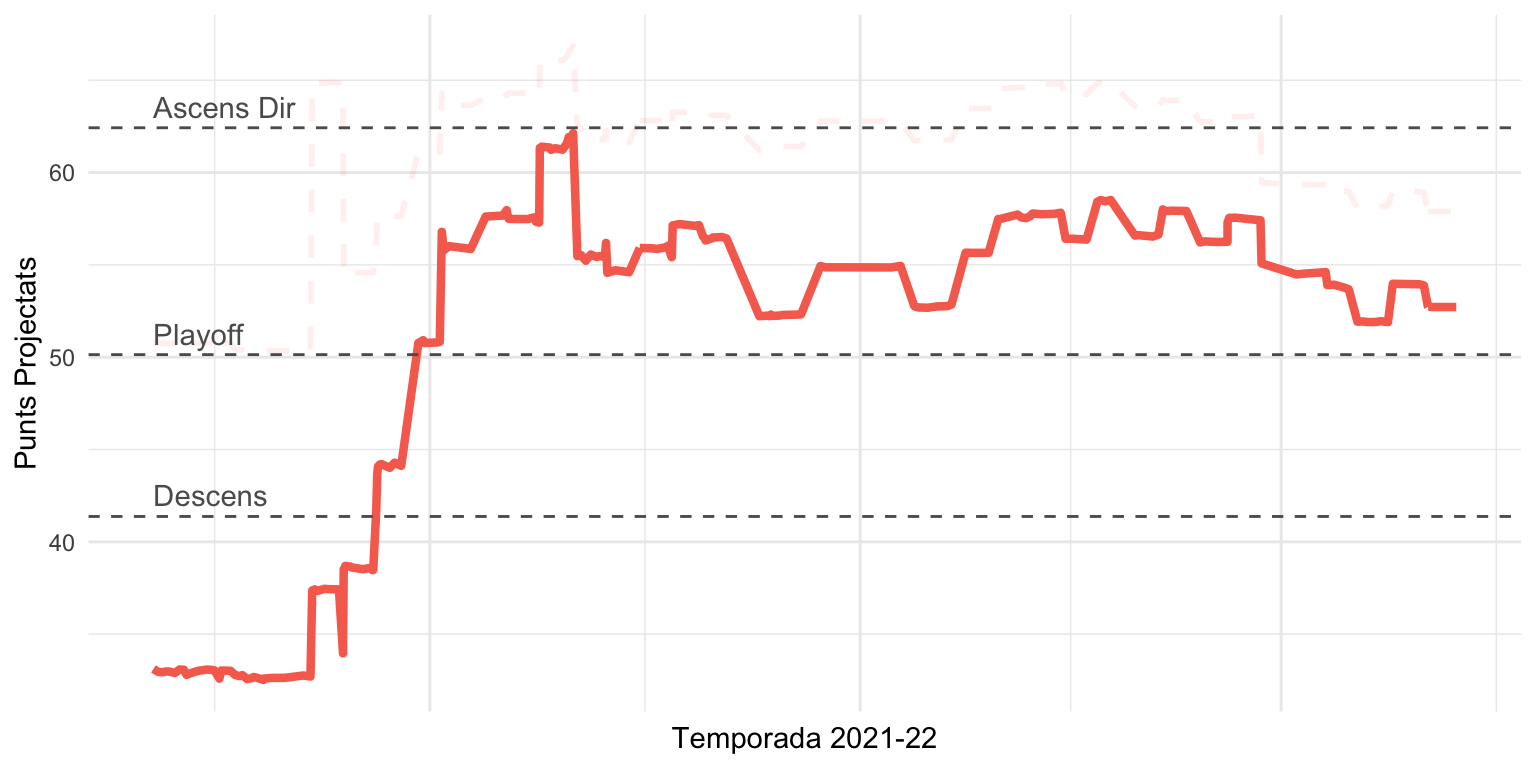 Ascens Dir
60
Playoff
50
Descens
40
Punts Projectats
Temporada 2021-22